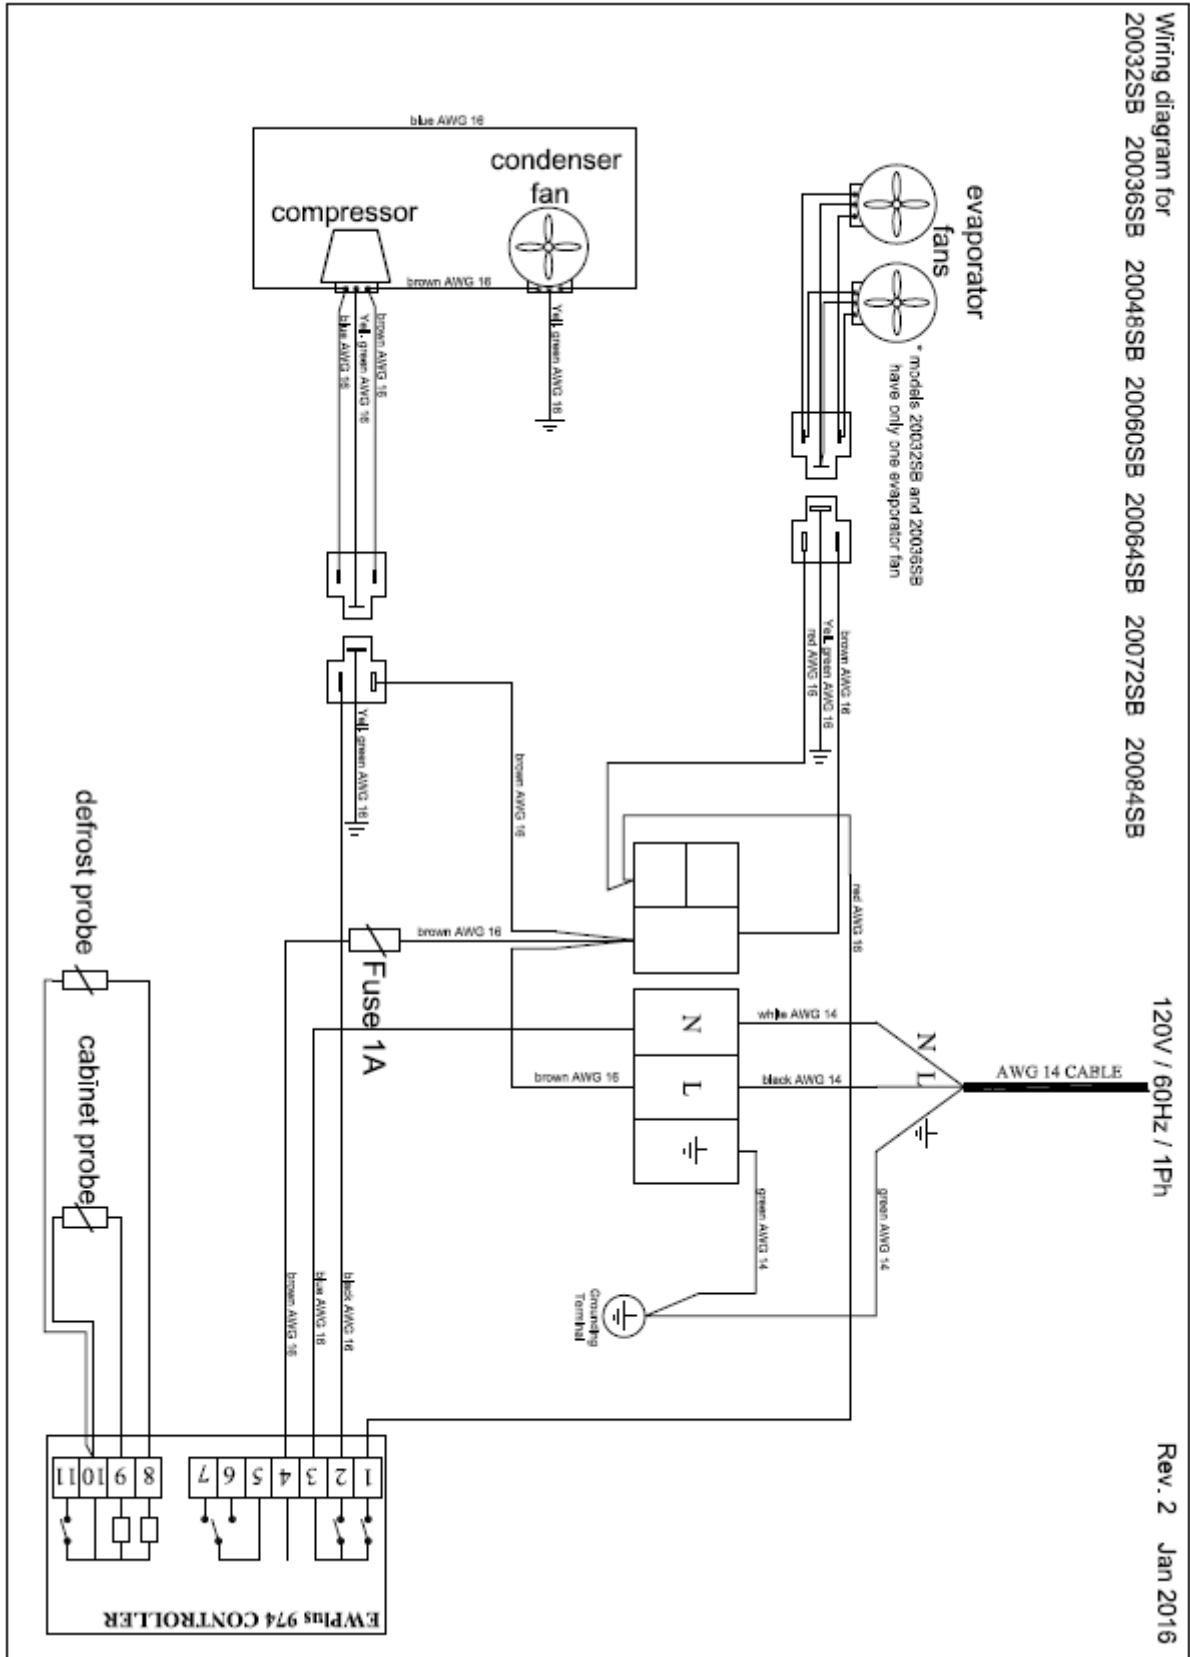 Wiring diagram for
20032SB 20036SB 20048SB 20060SB 20064SB 20072SB 20084SB
120V / 60Hz / 1Ph
Rev. 2 Jan 2016
evaporator
fans
* models 20032SB and 20036SB
have only one evaporator fan
blue AWG 16
condenser
fan
compressor
brown AWG 16
Yell. green AWG 16
brown AWG 16
Yell. green AWG 16
blue AWG 16
brown AWG 16
Yell. green AWG 16
red AWG 16
Yell. green AWG 16
brown AWG 16
red AWG 16
brown AWG 16
Fuse 1A
N
L
white AWG 14
black AWG 14
brown AWG 16
N
L
AWG 14 CABLE
green AWG 14
green AWG 14
Grounding
Terminal
defrost probe
cabinet probe
black AWG 16
blue AWG 16
brown AWG 16
1 2 3 4 5 6 7
8 9 10 11
EWPlus 974 CONTROLLER